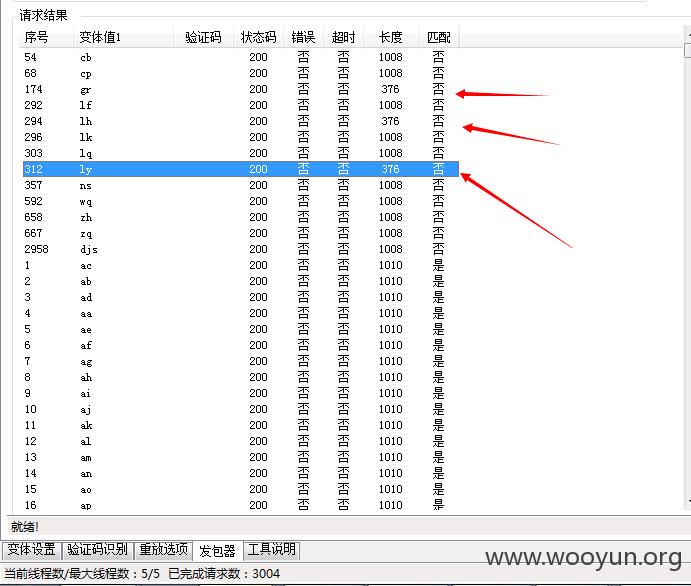 请求结果
序号 变体值1 验证码 状态码 错误 超时 长度 匹配
54 cb 200 否 否 1008 否
68 cp 200 否 否 1008 否
174 gr 200 否 否 376 否
292 lf 200 否 否 1008 否
294 lh 200 否 否 376 否
296 lk 200 否 否 1008 否
303 lq 200 否 否 1008 否
312 ly 200 否 否 376 否
357 ns 200 否 否 1008 否
592 wq 200 否 否 1008 否
658 zh 200 否 否 1008 否
667 zq 200 否 否 1008 否
2958 djs 200 否 否 1008 否
1 ac 200 否 否 1010 是
2 ab 200 否 否 1010 是
3 ad 200 否 否 1010 是
4 aa 200 否 否 1010 是
5 ae 200 否 否 1010 是
6 af 200 否 否 1010 是
7 ag 200 否 否 1010 是
8 ah 200 否 否 1010 是
9 ai 200 否 否 1010 是
10 aj 200 否 否 1010 是
11 ak 200 否 否 1010 是
12 al 200 否 否 1010 是
13 am 200 否 否 1010 是
14 an 200 否 否 1010 是
15 ao 200 否 否 1010 是
16 ap 200 否 否 1010 是
就绪!
变体设置 验证码识别 重放选项 发包器 工具说明
当前线程数/最大线程数：5/5 已完成请求数：3004
www.wooyun.org